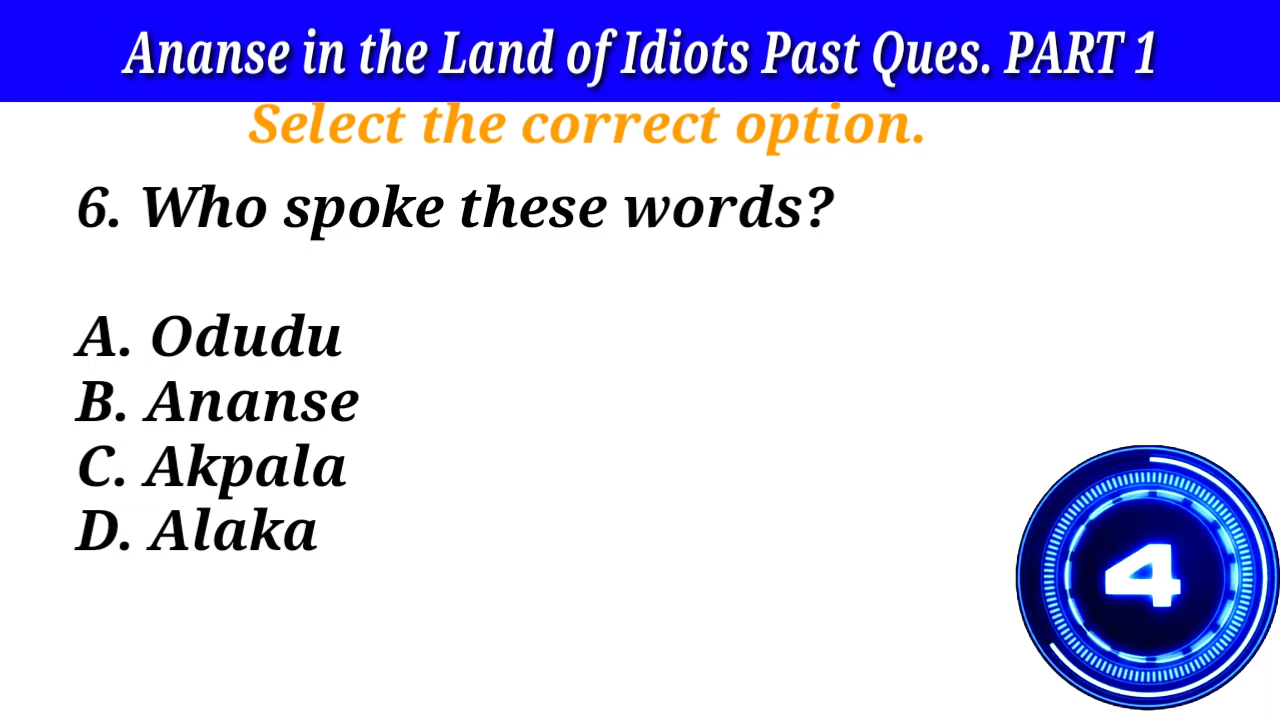 Ananse in the Land of Idiots Past Ques. PART 1
Select the correct option.
6. Who spoke these words?
A. Odudu
B. Ananse
C. Akpala
D. Alaka
4